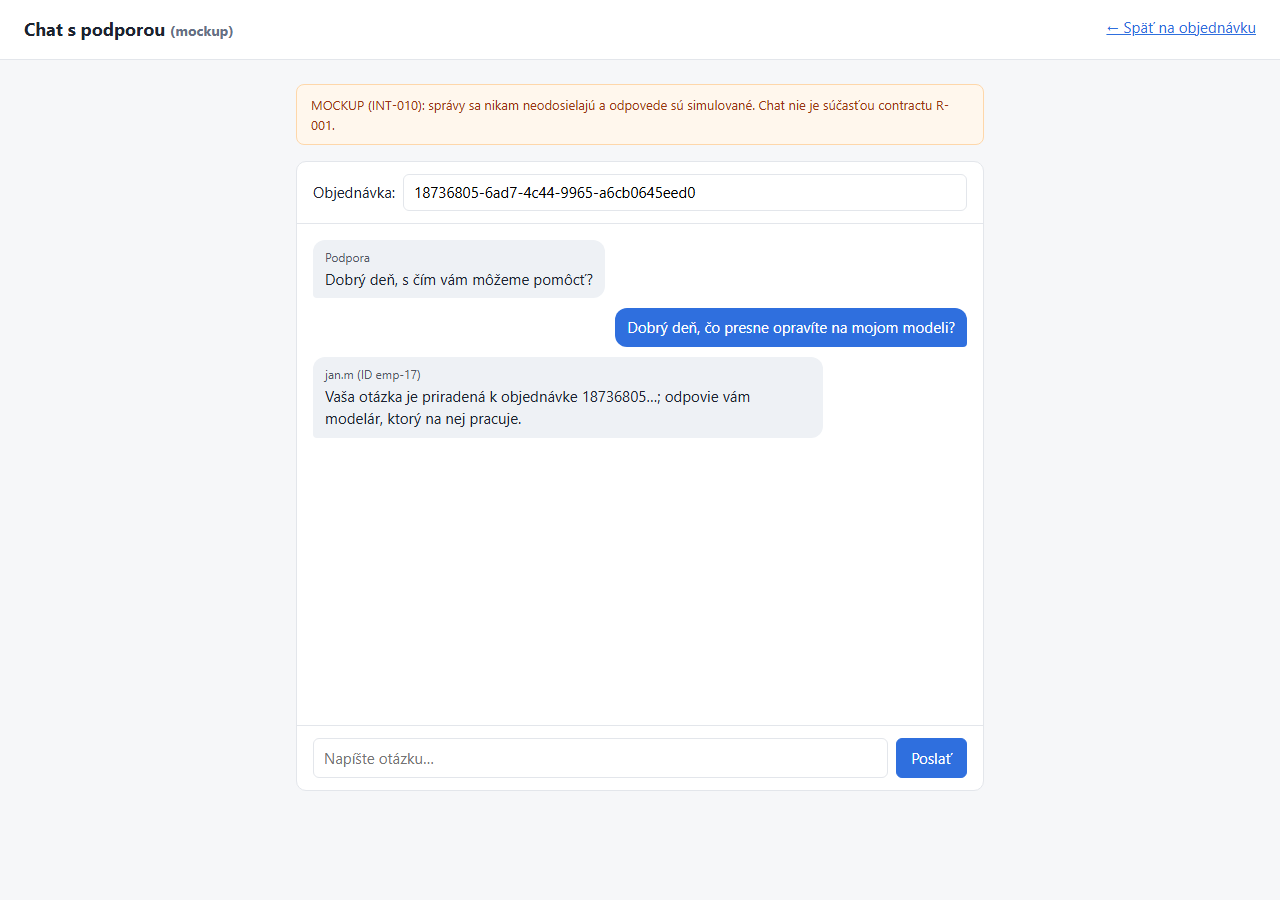 Chat s podporou (mockup)
← Späť na objednávku
MOCKUP (INT-010): správy sa nikam neodosielajú a odpovede sú simulované. Chat nie je súčasťou contractu R-
001.
Objednávka: 18736805-6ad7-4c44-9965-a6cb0645eed0
Podpora
Dobrý deň, s čím vám môžeme pomôcť?
Dobrý deň, čo presne opravíte na mojom modeli?
jan.m (ID emp-17)
Vaša otázka je priradená k objednávke 18736805…; odpovie vám
modelár, ktorý na nej pracuje.
Napíšte otázku…
Poslať